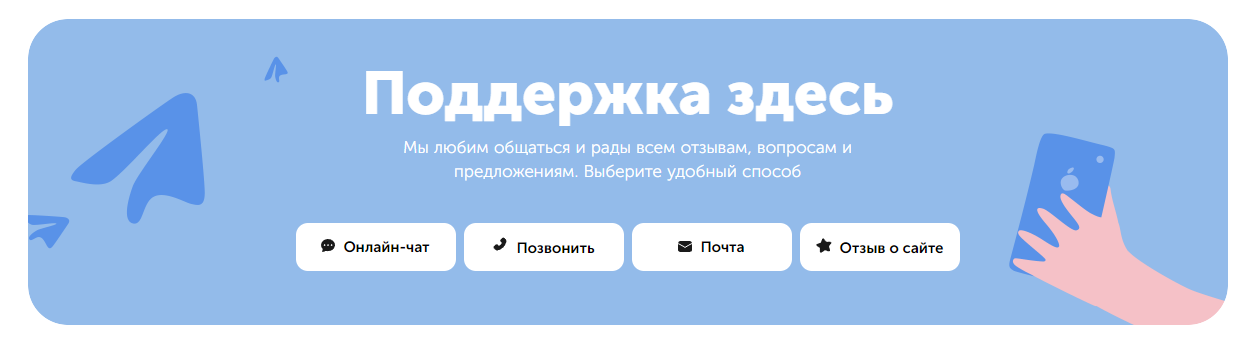 Поддержка здесь
Мы любим общаться и рады всем отзывам, вопросам и
предложениям. Выберите удобный способ
Онлайн-чат
Позвонить
Почта
Отзыв о сайте